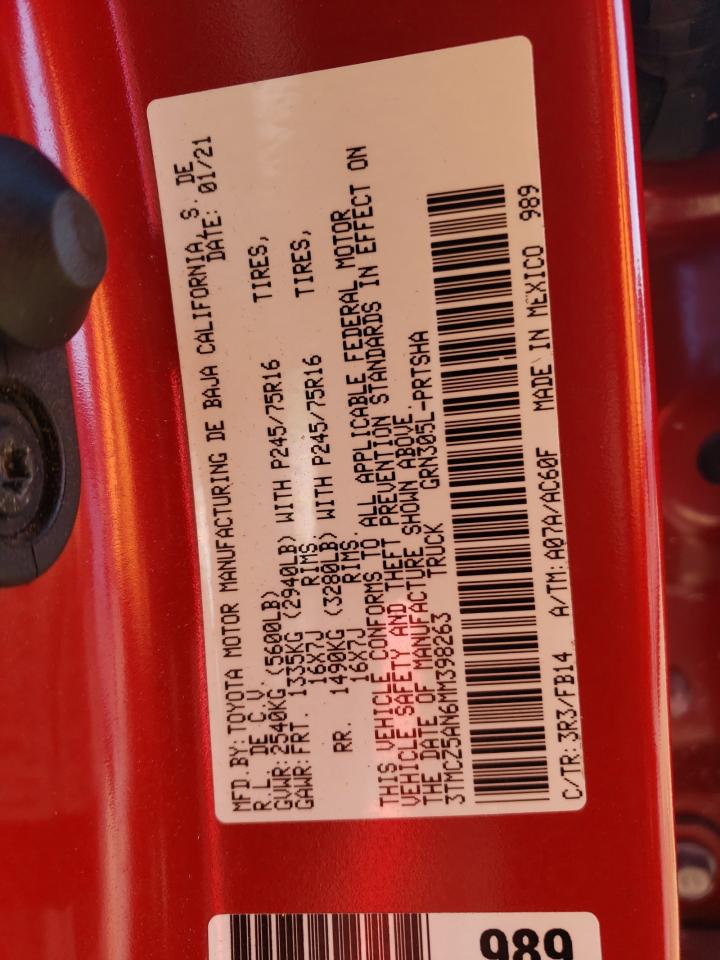 MFD.BY:TOYOTA MOTOR MANUFACTURING DE BAJA CALIFORNIA, S. DE
R.L. DE C.V. DATE: 01/21
GVWR:2540KG (5600LB)
GAWR:FRT. 1335KG (2940LB) WITH P245/75R16 TIRES,
16X7J RIMS.
RR. 1490KG (3280LB) WITH P245/75R16 TIRES,
16X7J RIMS.
THIS VEHICLE CONFORMS TO ALL APPLICABLE FEDERAL MOTOR
VEHICLE SAFETY AND THEFT PREVENTION STANDARDS IN EFFECT ON
THE DATE OF MANUFACTURE SHOWN ABOVE.
3TMCZ5AN6MM398263 TRUCK GRN305L-PRTSHA
C/TR:3R3/FB14 A/TM:A07A/AC60F MADE IN MEXICO 989
989